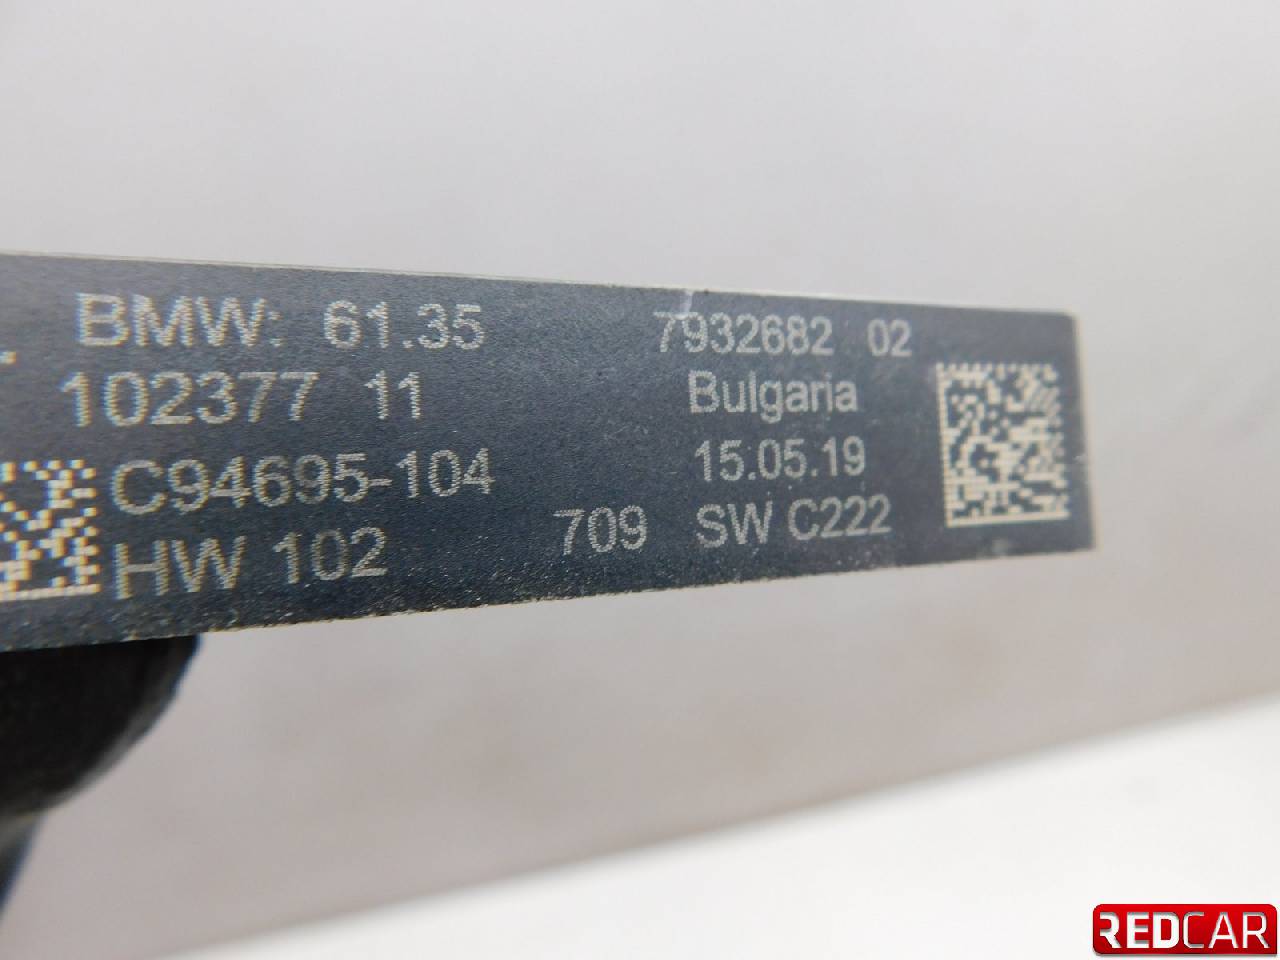 BMW: 61.35 7932682 02
102377 11 Bulgaria
C94695-104 15.05.19
HW 102 709 SW C222
REDCAR